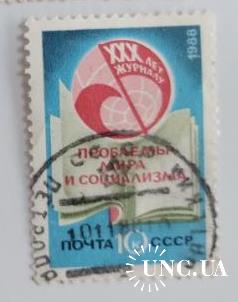 XXX ЛЕТ
ЖУРНАЛУ
1988
ПРОБЛЕМЫ
МИРА
И СОЦИАЛИЗМА
ПОЧТА 10 СССР
UNC.UA